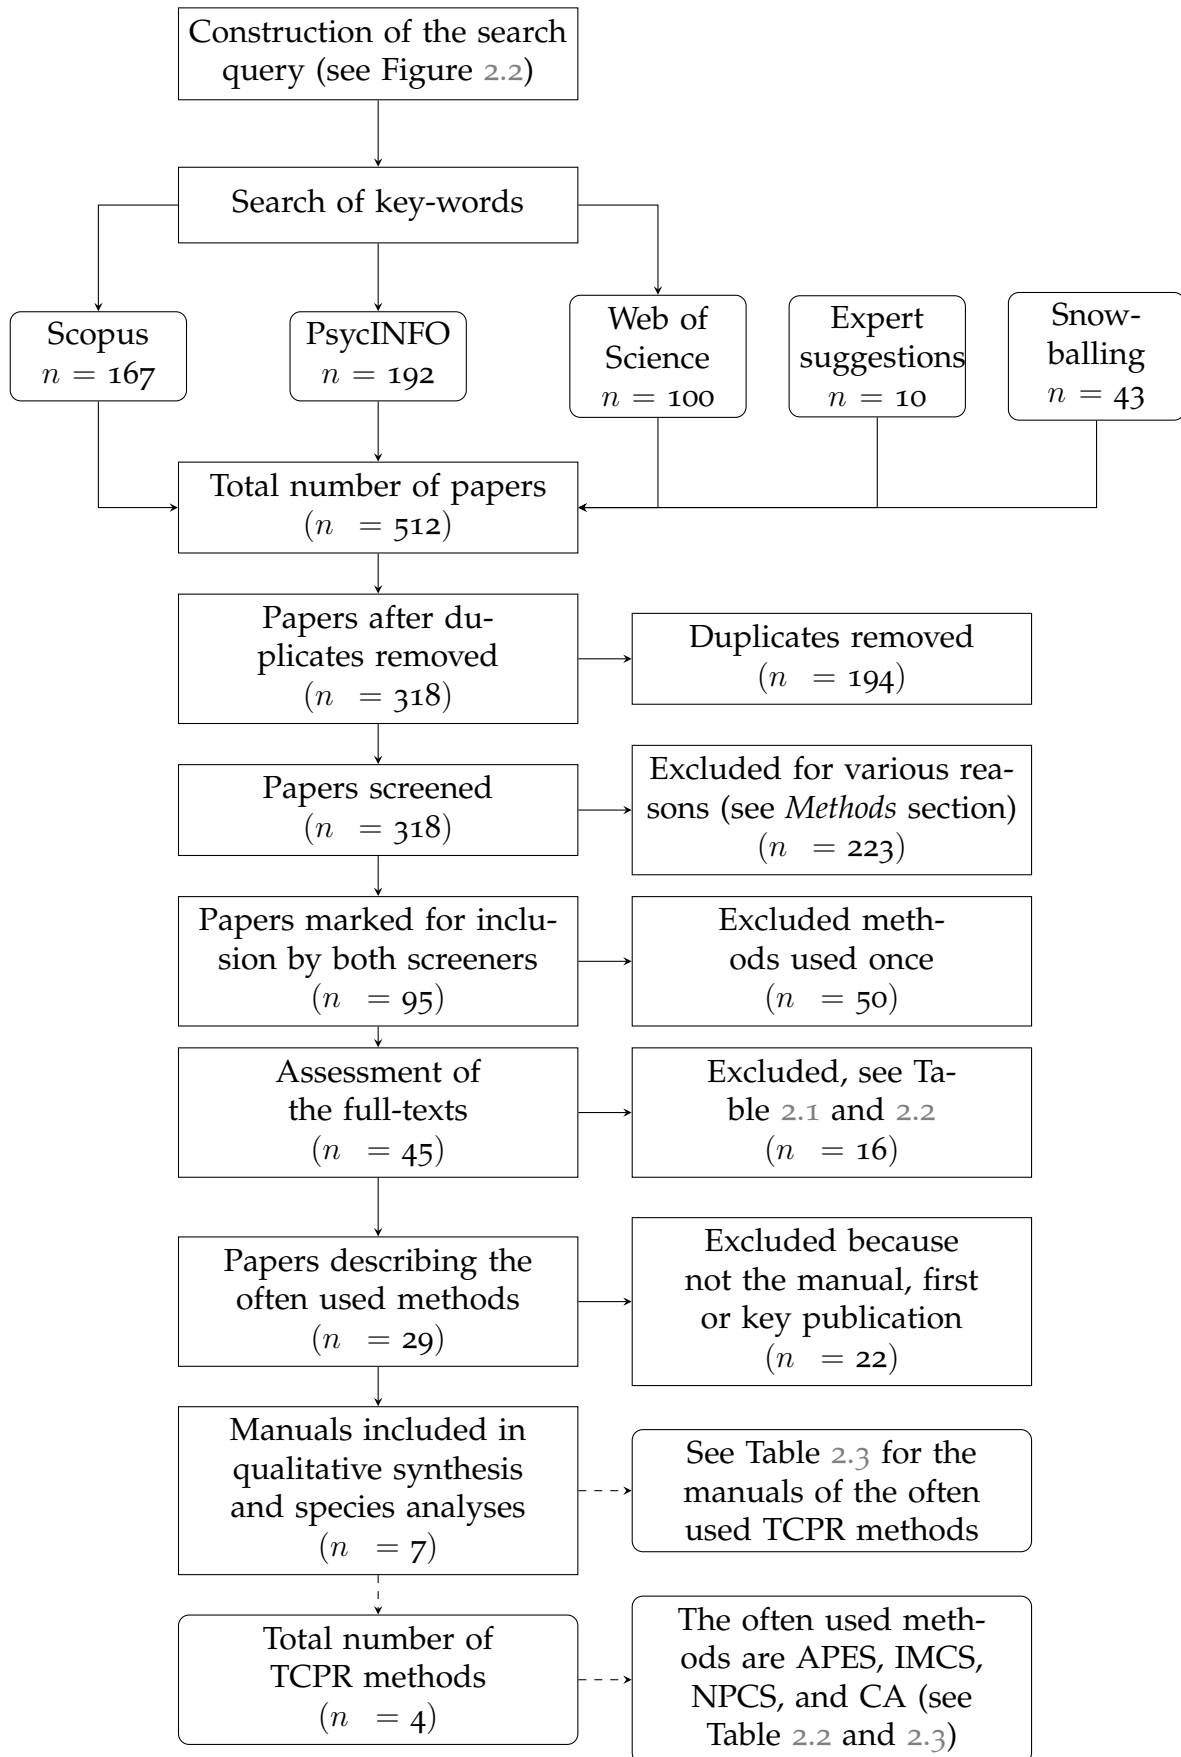 Construction of the search
query (see Figure 2.2)
Search of key-words
Scopus
n = 167
PsycINFO
n = 192
Web of
Science
n = 100
Expert
suggestions
n = 10
Snow-
balling
n = 43
Total number of papers
(n = 512)
Papers after du-
plicates removed
(n = 318)
Duplicates removed
(n = 194)
Papers screened
(n = 318)
Excluded for various rea-
sons (see Methods section)
(n = 223)
Papers marked for inclu-
sion by both screeners
(n = 95)
Excluded meth-
ods used once
(n = 50)
Assessment of
the full-texts
(n = 45)
Excluded, see Ta-
ble 2.1 and 2.2
(n = 16)
Papers describing the
often used methods
(n = 29)
Excluded because
not the manual, first
or key publication
(n = 22)
Manuals included in
qualitative synthesis
and species analyses
(n = 7)
See Table 2.3 for the
manuals of the often
used TCPR methods
Total number of
TCPR methods
(n = 4)
The often used meth-
ods are APES, IMCS,
NPCS, and CA (see
Table 2.2 and 2.3)